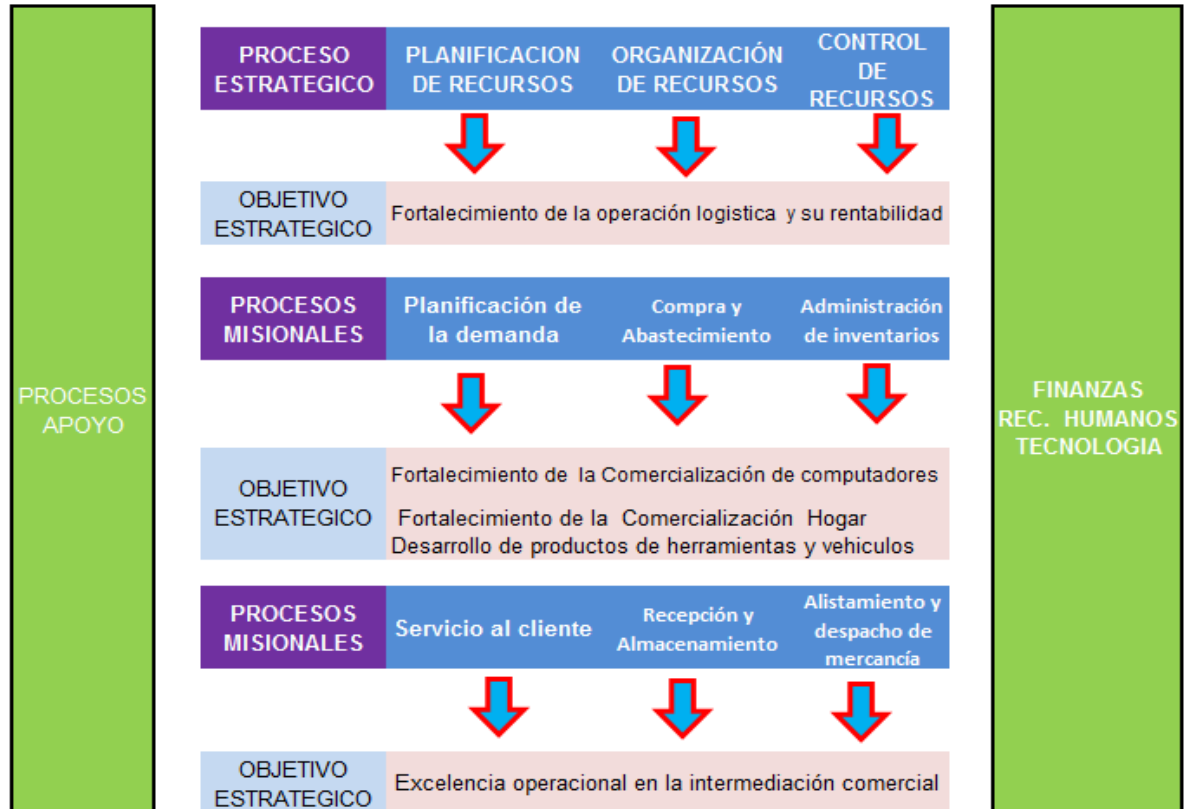 PROCESO
ESTRATEGICO
PLANIFICACION
DE RECURSOS
ORGANIZACIÓN
DE RECURSOS
CONTROL
DE
RECURSOS
OBJETIVO
ESTRATEGICO
Fortalecimiento de la operación logistica y su rentabilidad
PROCESOS
MISIONALES
Planificación de
la demanda
Compra y
Abastecimiento
Administración
de inventarios
PROCESOS
APOYO
FINANZAS
REC. HUMANOS
TECNOLOGIA
OBJETIVO
ESTRATEGICO
Fortalecimiento de la Comercialización de computadores
Fortalecimiento de la Comercialización Hogar
Desarrollo de productos de herramientas y vehiculos
PROCESOS
MISIONALES
Servicio al cliente
Recepción y
Almacenamiento
Alistamiento y
despacho de
mercancía
OBJETIVO
ESTRATEGICO
Excelencia operacional en la intermediación comercial